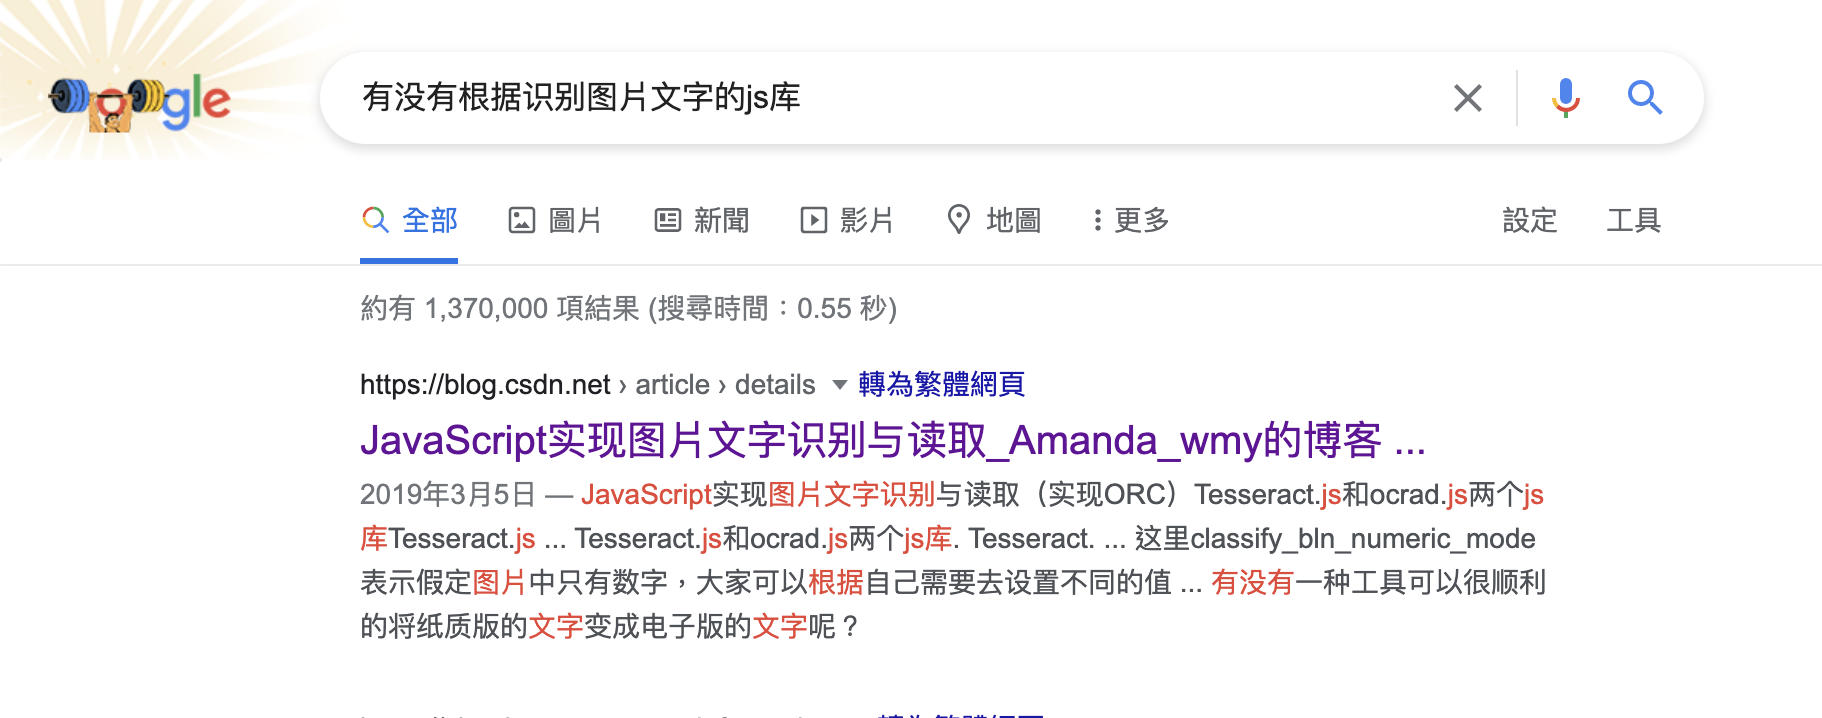 Google
有没有根据识别图片文字的js库
全部 圖片 新聞 影片 地圖 更多 設定 工具
約有 1,370,000 項結果 (搜尋時間：0.55 秒)
https://blog.csdn.net › article › details 轉為繁體網頁
JavaScript实现图片文字识别与读取_Amanda_wmy的博客 ...
2019年3月5日 — JavaScript实现图片文字识别与读取（实现ORC）Tesseract.js和ocrad.js两个js
库Tesseract.js ... Tesseract.js和ocrad.js两个js库. Tesseract. ... 这里classify_bln_numeric_mode
表示假定图片中只有数字，大家可以根据自己需要去设置不同的值 ... 有没有一种工具可以很顺利
的将纸质版的文字变成电子版的文字呢？